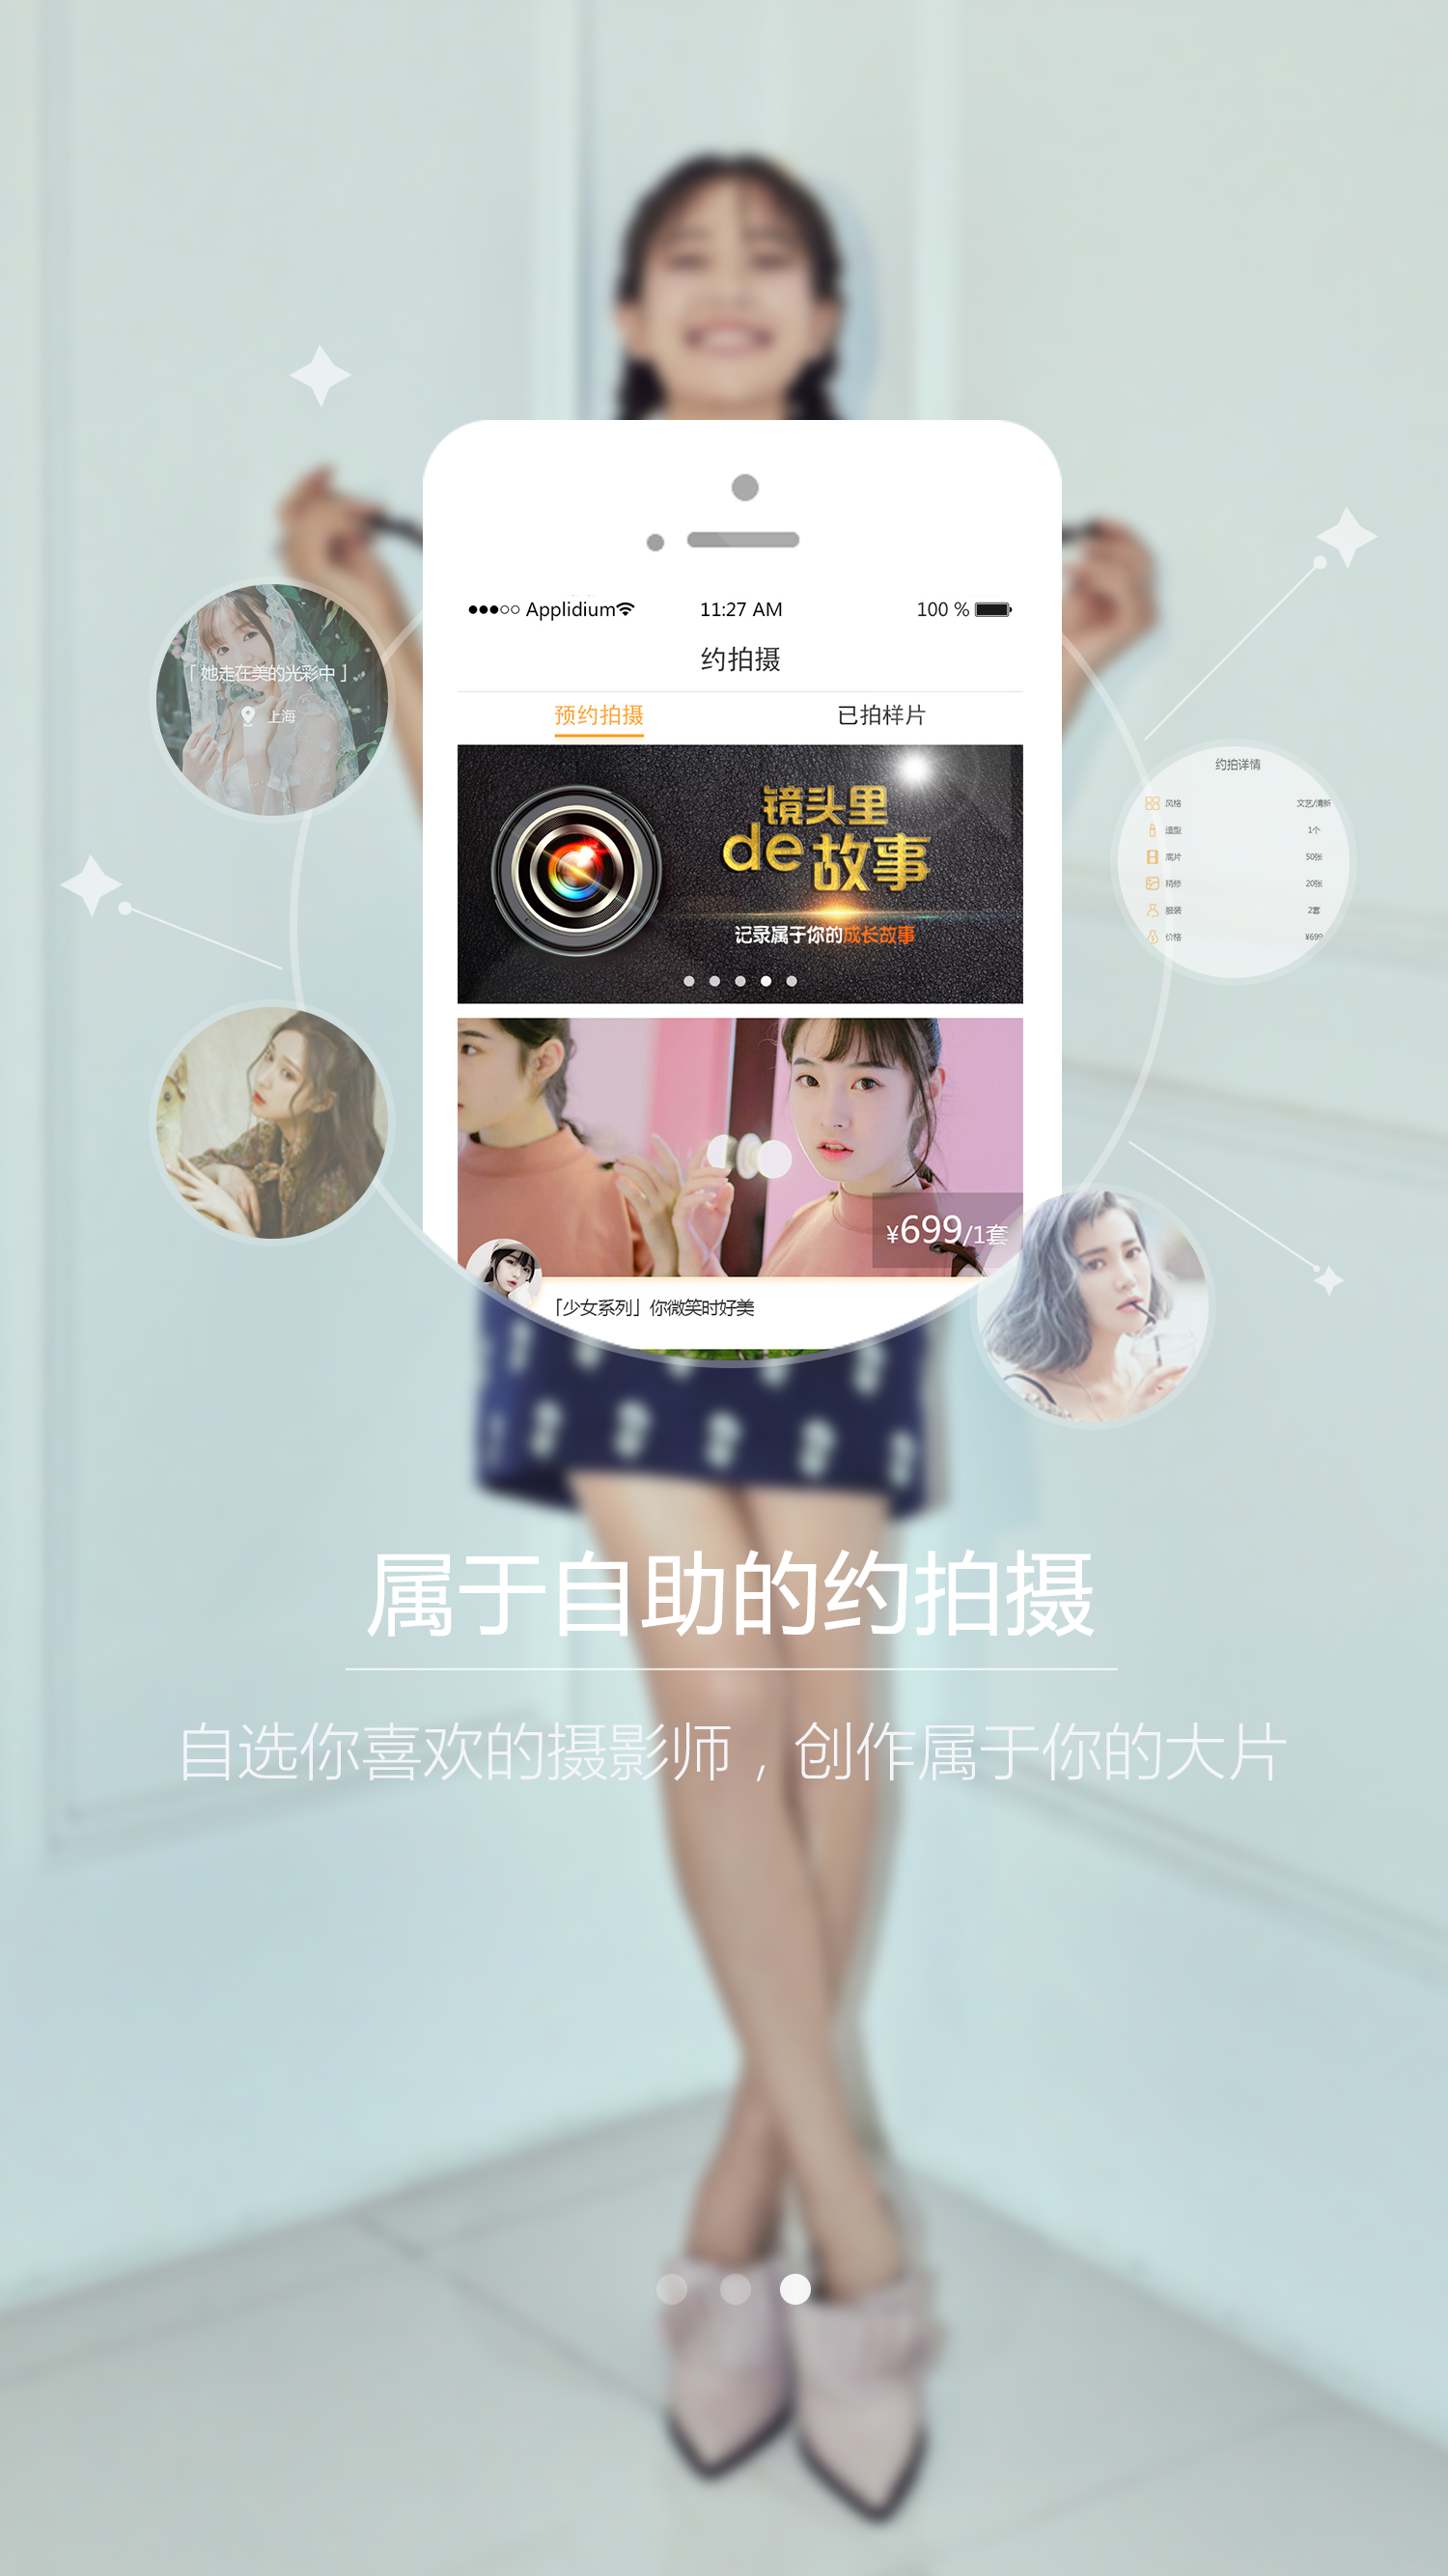 Applidium 11:27 AM 100 %
约拍摄
预约拍摄 已拍样片
镜头里
de故事
记录属于你的成长故事
「她走在美的光彩中」
上海
约拍详情
风格 文艺/清新
造型 1个
底片 50张
精修 20张
服装 2套
价格 ¥699
¥699/1套
「少女系列」你微笑时好美
属于自助的约拍摄
自选你喜欢的摄影师，创作属于你的大片